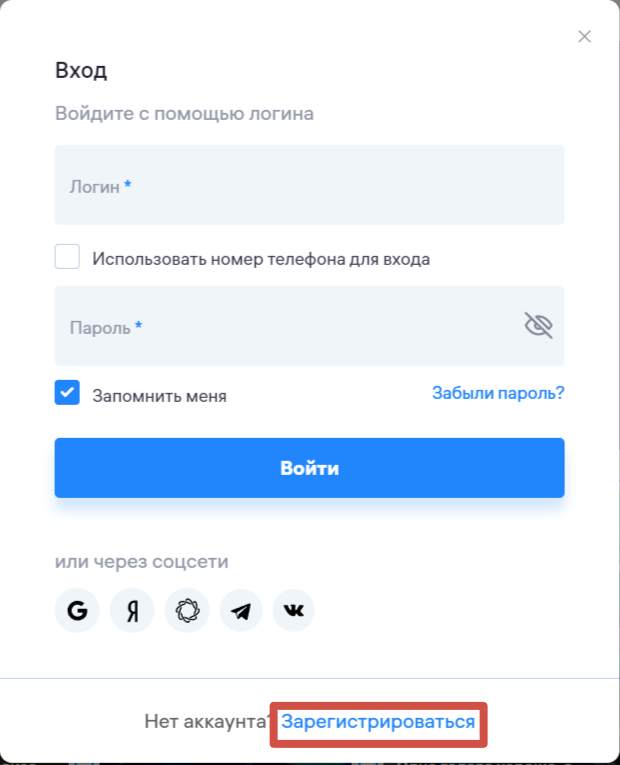 Вход
Войдите с помощью логина
Логин *
Использовать номер телефона для входа
Пароль *
Запомнить меня
Забыли пароль?
Войти
или через соцсети
G Я
Нет аккаунта? Зарегистрироваться